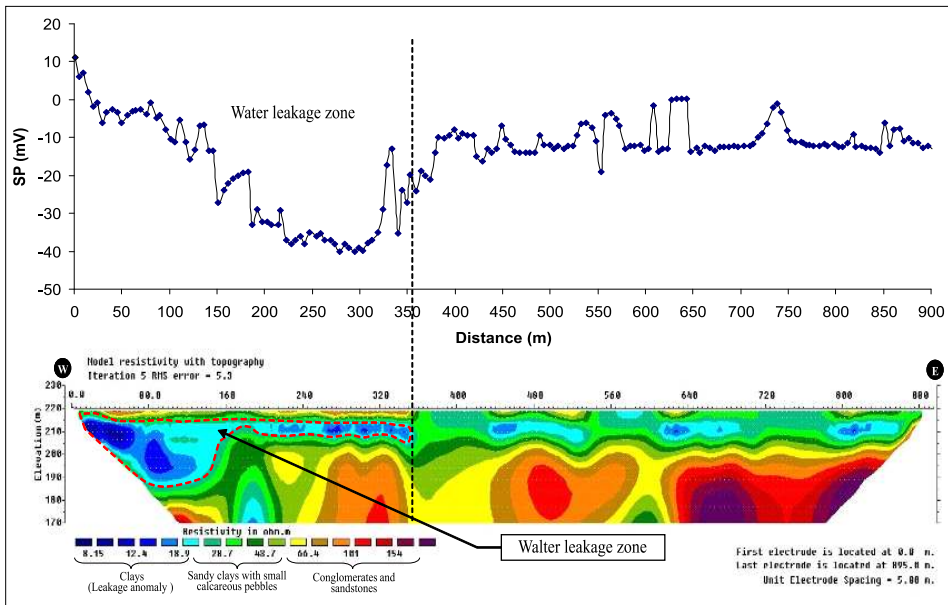 20
10
0
-10
-20
-30
-40
-50
SP (mV)
Water leakage zone
0 50 100 150 200 250 300 350 400 450 500 550 600 650 700 750 800 850 900
Distance (m)
W
E
Model resistivity with topography
Iteration 5 RMS error = 5.3
Elevation(m)
230
220
210
200
190
180
170
0.0 80.0 160 240 320 400 480 560 640 720 800 880
Resistivity in ohm.m
8.15 12.4 18.9 28.7 48.7 66.4 101 154
Clays
(Leakage anomaly)
Sandy clays with small
calcareous pebbles
Conglomerates and
sandstones
Walter leakage zone
First electrode is located at 0.0 m.
Last electrode is located at 895.0 m.
Unit Electrode Spacing = 5.00 m.